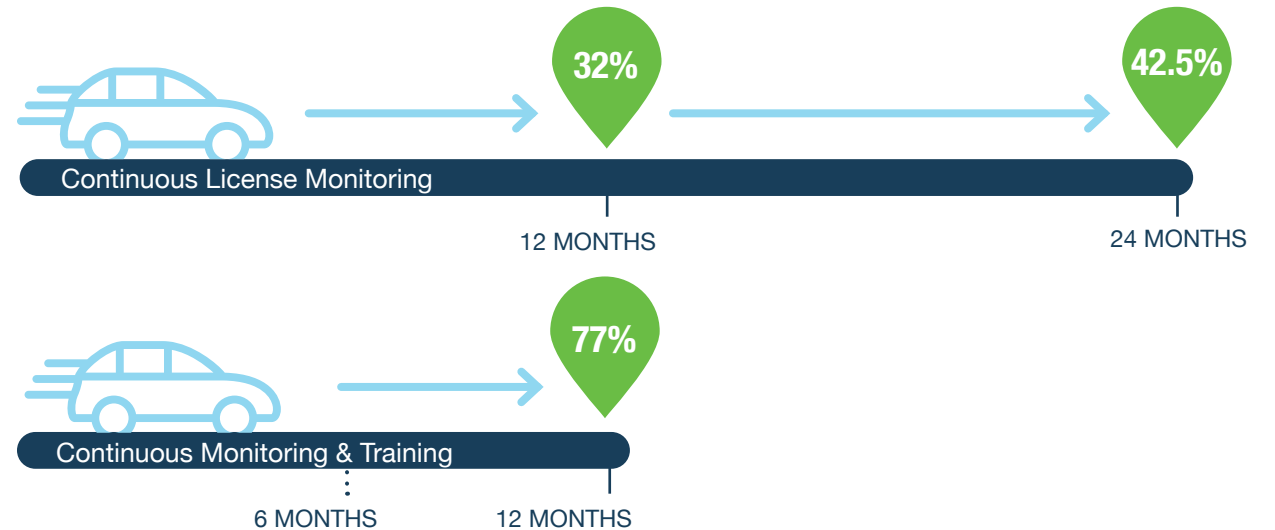 32%
42.5%
Continuous License Monitoring
12 MONTHS
24 MONTHS
77%
Continuous Monitoring & Training
6 MONTHS
12 MONTHS